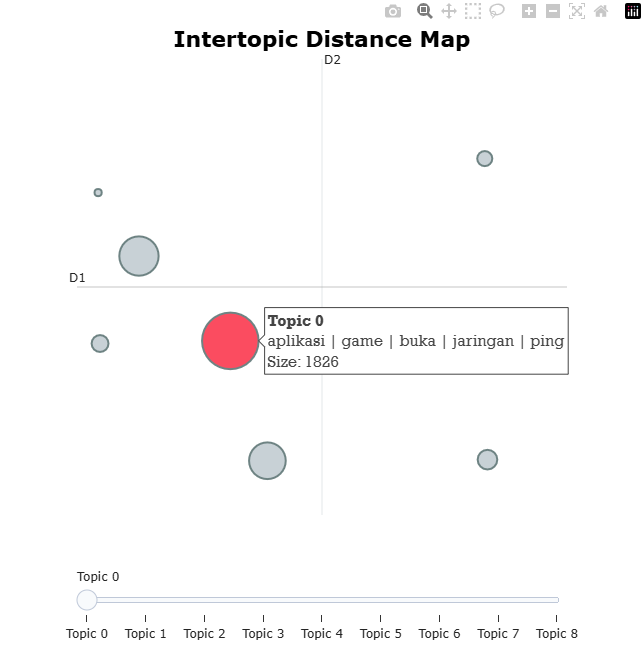 Intertopic Distance Map
D2
D1
Topic 0
aplikasi | game | buka | jaringan | ping
Size: 1826
Topic 0
Topic 0 Topic 1 Topic 2 Topic 3 Topic 4 Topic 5 Topic 6 Topic 7 Topic 8